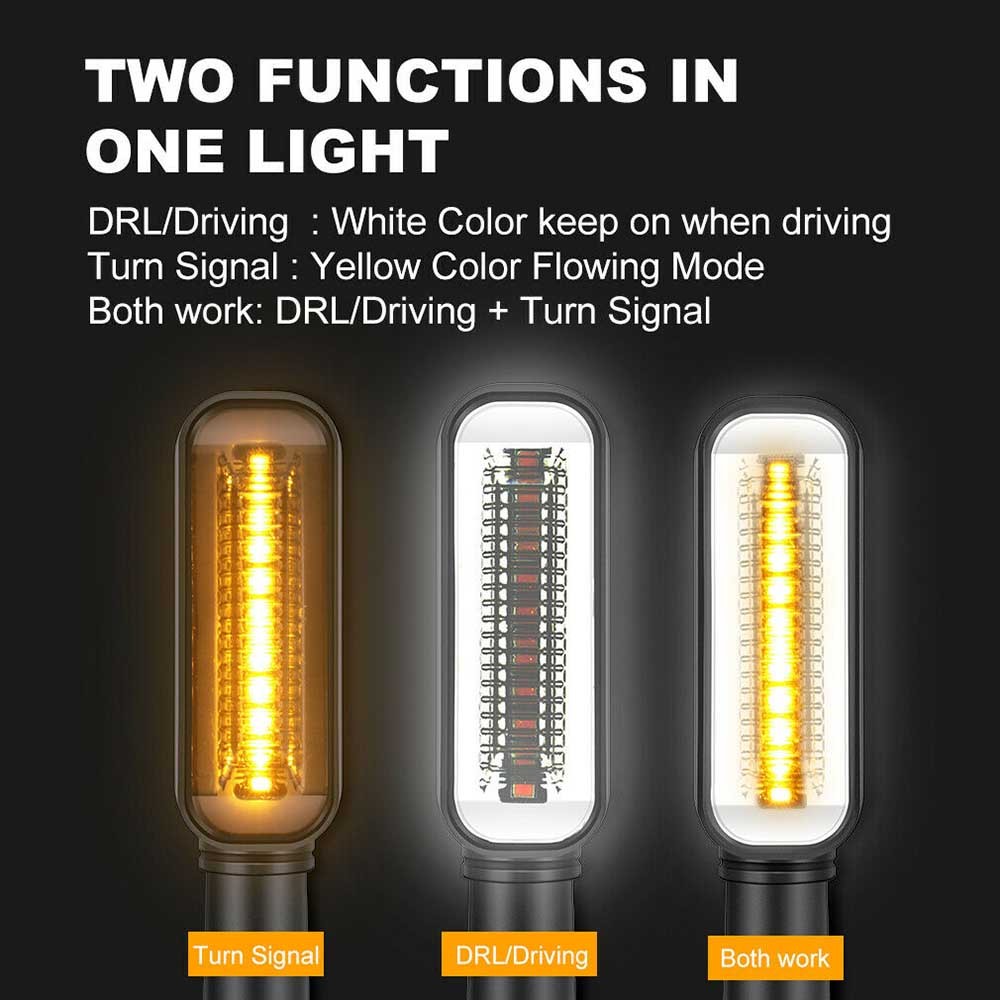 TWO FUNCTIONS IN
ONE LIGHT
DRL/Driving : White Color keep on when driving
Turn Signal : Yellow Color Flowing Mode
Both work: DRL/Driving + Turn Signal
Turn Signal
DRL/Driving
Both work